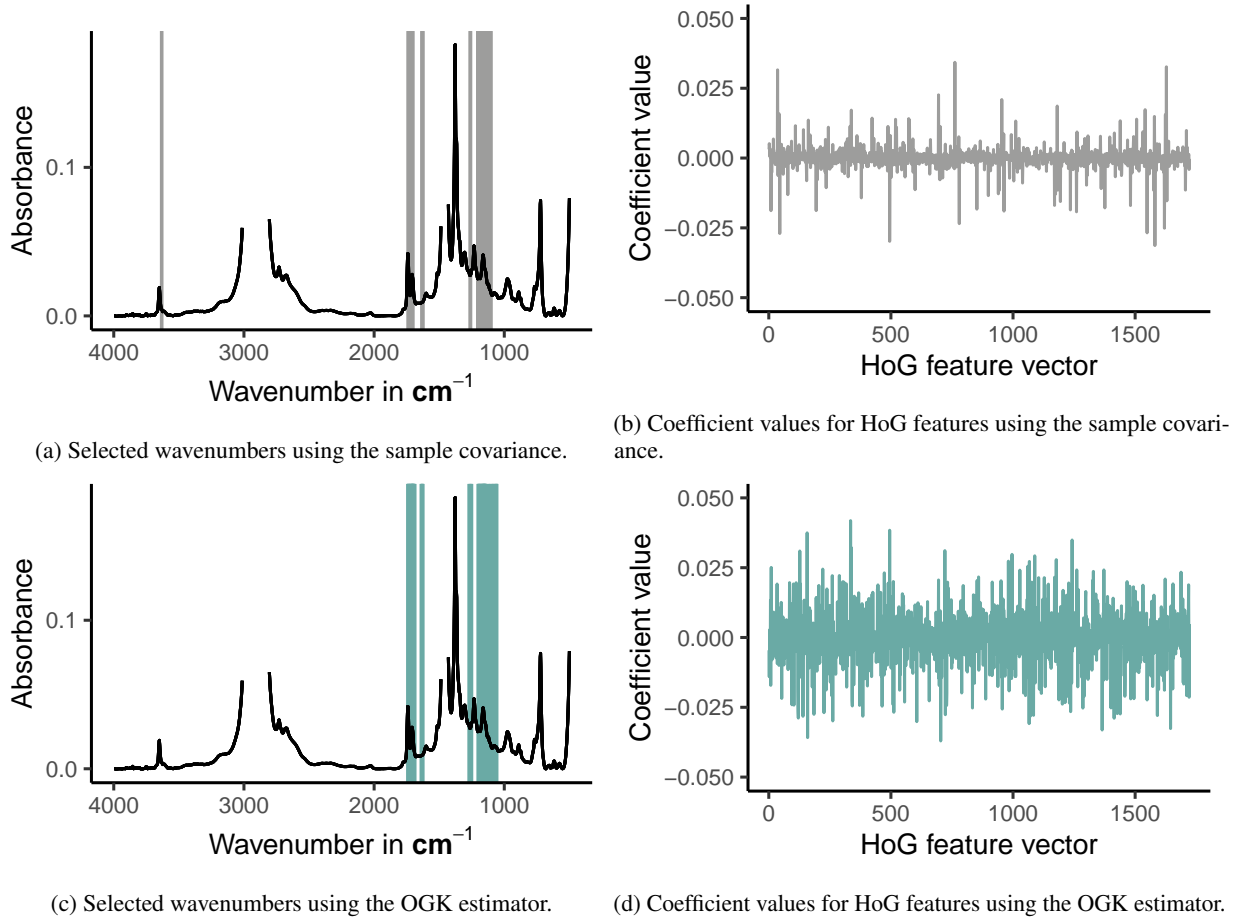 0.1
0.0
Absorbance
4000
3000
2000
1000
Wavenumber in cm⁻¹
(a) Selected wavenumbers using the sample covariance.
0.050
0.025
0.000
−0.025
−0.050
Coefficient value
0
500
1000
1500
HoG feature vector
(b) Coefficient values for HoG features using the sample covari-
ance.
0.1
0.0
Absorbance
4000
3000
2000
1000
Wavenumber in cm⁻¹
(c) Selected wavenumbers using the OGK estimator.
0.050
0.025
0.000
−0.025
−0.050
Coefficient value
0
500
1000
1500
HoG feature vector
(d) Coefficient values for HoG features using the OGK estimator.